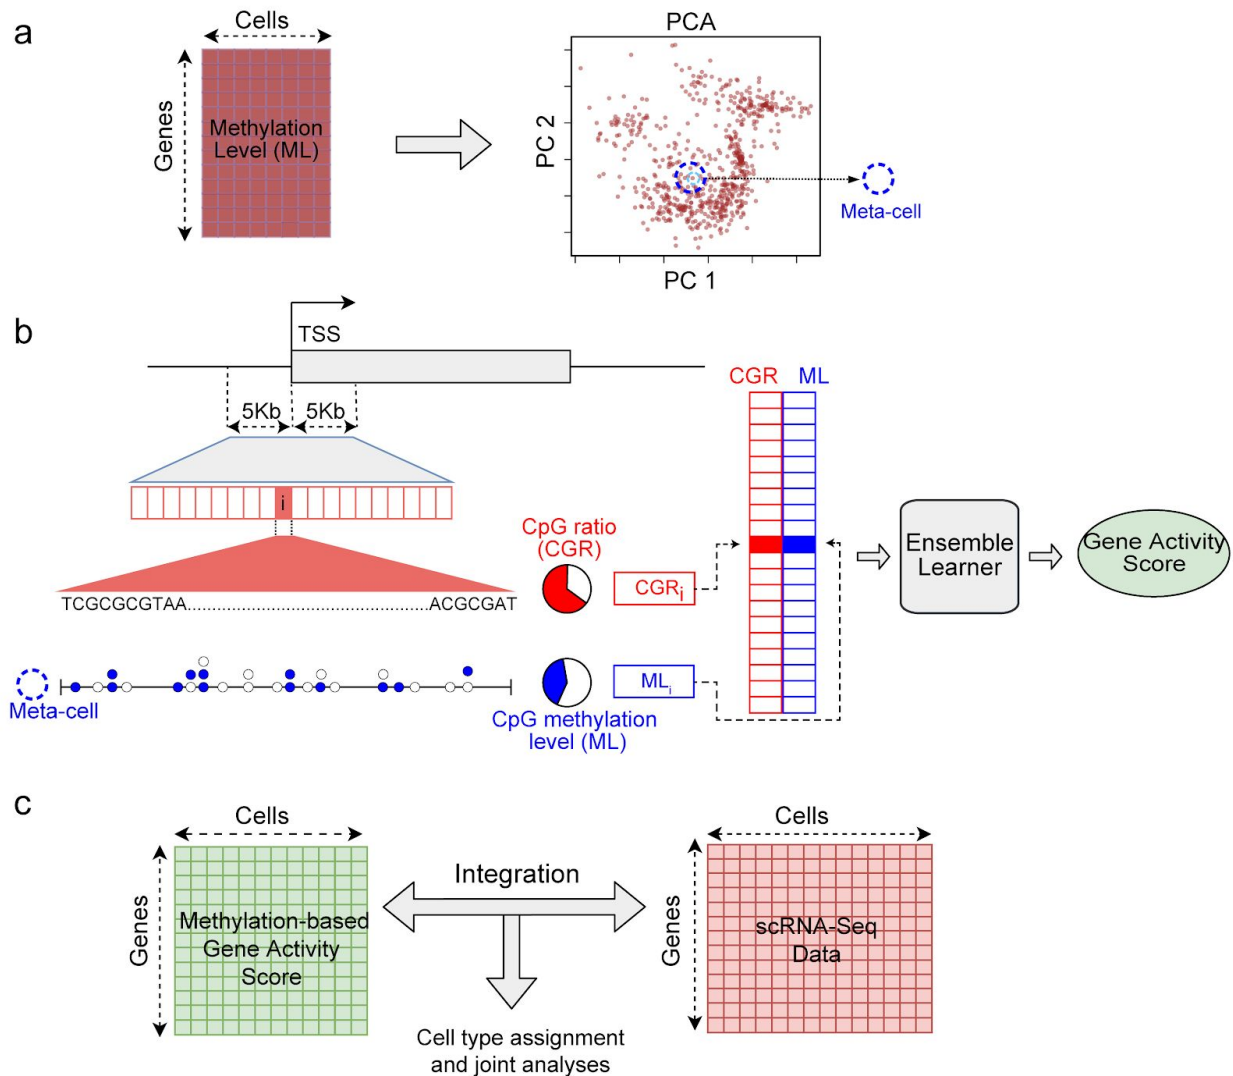 a
Cells
Genes
Methylation
Level (ML)
PCA
PC 2
PC 1
Meta-cell
b
TSS
5Kb
5Kb
i
TCGCGCGTAA
ACGCGAT
CpG ratio
(CGR)
CGRi
CGR
ML
Ensemble
Learner
Gene Activity
Score
Meta-cell
CpG methylation
level (ML)
MLi
c
Cells
Genes
Methylation-based
Gene Activity
Score
Integration
Cell type assignment
and joint analyses
Cells
Genes
scRNA-Seq
Data